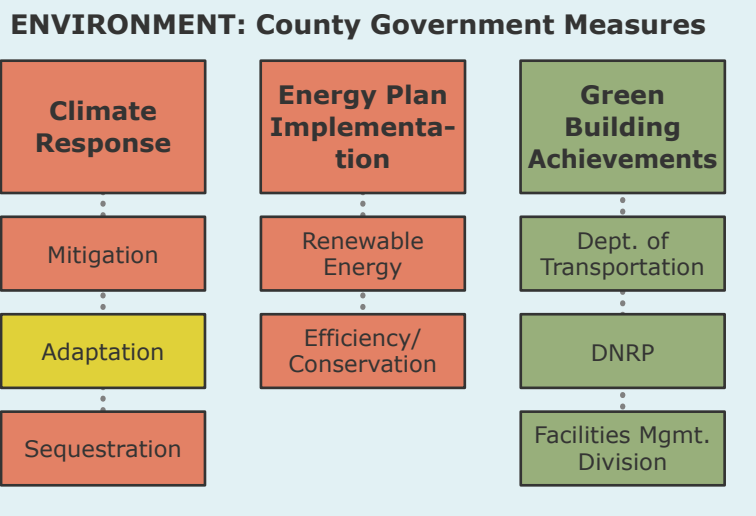 ENVIRONMENT: County Government Measures
Climate
Response
Mitigation
Adaptation
Sequestration
Energy Plan
Implementa-
tion
Renewable
Energy
Efficiency/
Conservation
Green
Building
Achievements
Dept. of
Transportation
DNRP
Facilities Mgmt.
Division